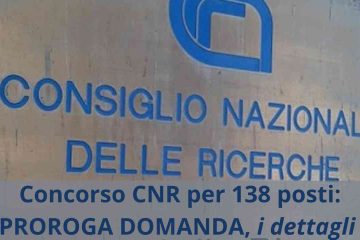 CONSIGLIO NAZIONAL
DELLE RICERCHE
Concorso CNR per 138 posti:
PROROGA DOMANDA, i dettagli